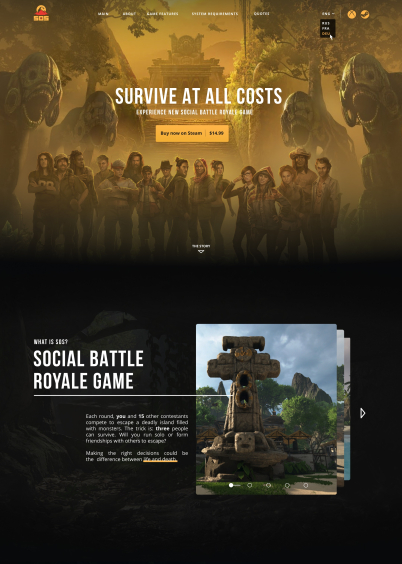 SOS
MAIN
ABOUT
GAME FEATURES
SYSTEM REQUIREMENTS
QUOTES
ENG
RUS
FRA
DEU
SURVIVE AT ALL COSTS
EXPERIENCE NEW SOCIAL BATTLE ROYALE GAME
Buy now on Steam $14.99
THE STORY
WHAT IS SOS?
SOCIAL BATTLE
ROYALE GAME
Each round, you and 15 other contestants
compete to escape a deadly island filled
with monsters. The trick is: three people
can survive. Will you run solo or form
friendships with others to escape?
Making the right decisions could be
the difference between life and death.